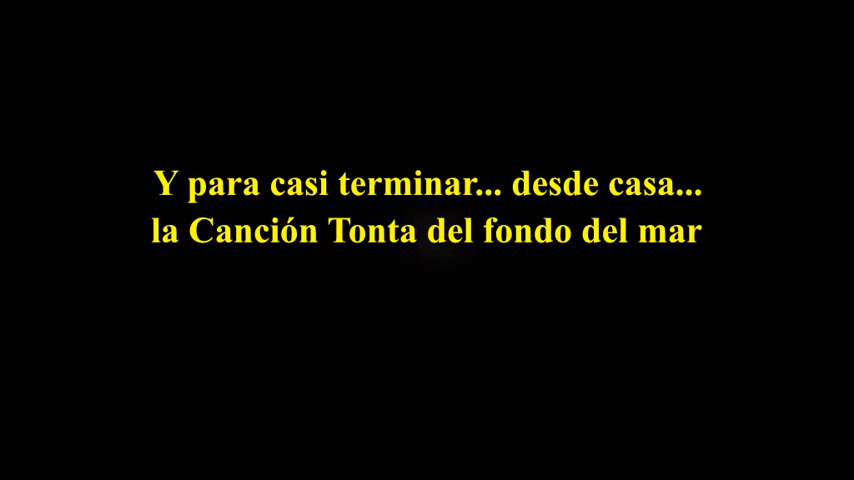 Y para casi terminar... desde casa...
la Canción Tonta del fondo del mar